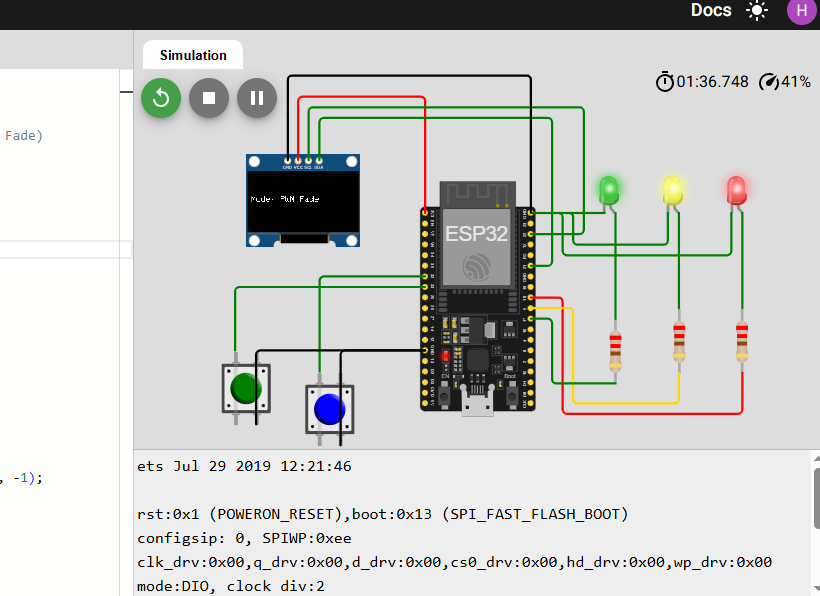 Docs
H
Simulation
01:36.748
41%
Fade)
GND VCC SCL SDA
Mode: PWM Fade
ESP32
EN
Boot
, -1);
ets Jul 29 2019 12:21:46
rst:0x1 (POWERON_RESET),boot:0x13 (SPI_FAST_FLASH_BOOT)
configsip: 0, SPIWP:0xee
clk_drv:0x00,q_drv:0x00,d_drv:0x00,cs0_drv:0x00,hd_drv:0x00,wp_drv:0x00
mode:DIO, clock div:2